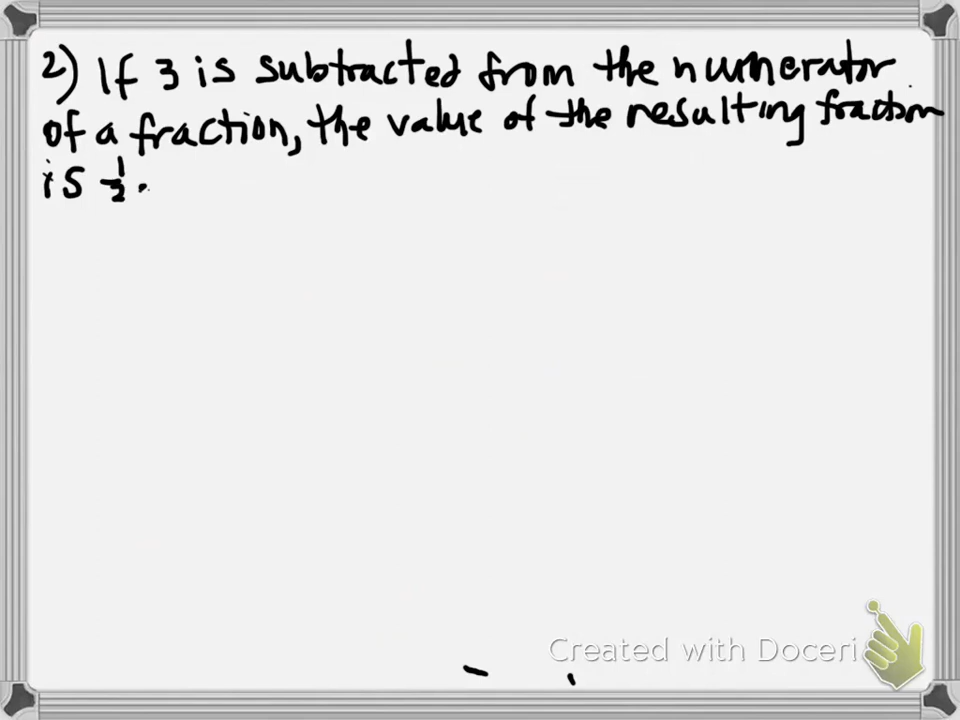 2) If 3 is subtracted from the numerator
of a fraction, the value of the resulting fraction
is 1/2.
Created with Doceri